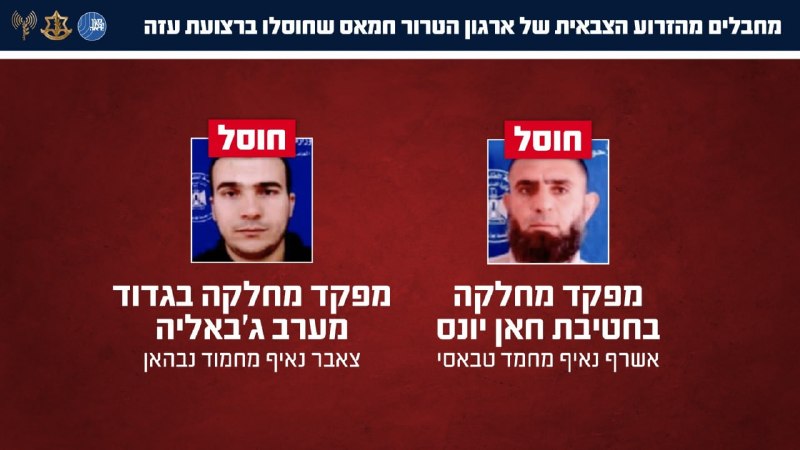 מחבלים מהזרוע הצבאית של ארגון הטרור חמאס שחוסלו ברצועת עזה
חוסל
מפקד מחלקה
בחטיבת חאן יונס
אשרף נאיף מחמד טבאסי
חוסל
מפקד מחלקה בגדוד
מערב ג'באליה
צאבר נאיף מחמוד נבהאן